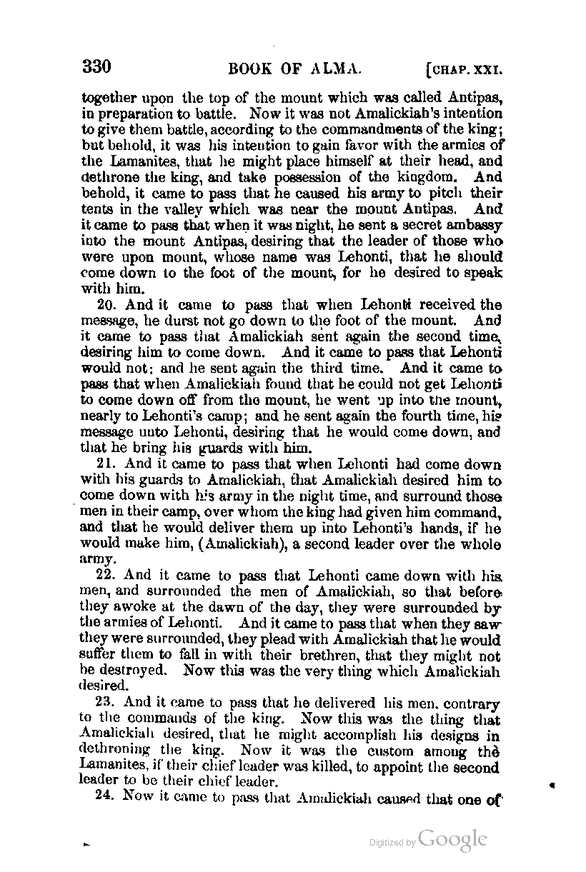 330 BOOK OF ALMA. [CHAP. XXI.
together upon the top of the mount which was called Antipas,
in preparation to battle. Now it was not Amalickiah's intention
to give them battle, according to the commandments of the king;
but behold, it was his intention to gain favor with the armies of
the Lamanites, that he might place himself at their head, and
dethrone the king, and take possession of the kingdom. And
behold, it came to pass that he caused his army to pitch their
tents in the valley which was near the mount Antipas. And
it came to pass that when it was night, he sent a secret ambassy
into the mount Antipas, desiring that the leader of those who
were upon mount, whose name was Lehonti, that he should
come down to the foot of the mount, for he desired to speak
with him.
20. And it came to pass that when Lehonti received the
message, he durst not go down to the foot of the mount. And
it came to pass that Amalickiah sent again the second time,
desiring him to come down. And it came to pass that Lehonti
would not; and he sent again the third time. And it came to
pass that when Amalickiah found that he could not get Lehonti
to come down off from the mount, he went up into the mount,
nearly to Lehonti's camp; and he sent again the fourth time, his
message unto Lehonti, desiring that he would come down, and
that he bring his guards with him.
21. And it came to pass that when Lehonti had come down
with his guards to Amalickiah, that Amalickiah desired him to
come down with his army in the night time, and surround those
men in their camp, over whom the king had given him command,
and that he would deliver them up into Lehonti's hands, if he
would make him, (Amalickiah), a second leader over the whole
army.
22. And it came to pass that Lehonti came down with his
men, and surrounded the men of Amalickiah, so that before
they awoke at the dawn of the day, they were surrounded by
the armies of Lehonti. And it came to pass that when they saw
they were surrounded, they plead with Amalickiah that he would
suffer them to fall in with their brethren, that they might not
be destroyed. Now this was the very thing which Amalickiah
desired.
23. And it came to pass that he delivered his men, contrary
to the commands of the king. Now this was the thing that
Amalickiah desired, that he might accomplish his designs in
dethroning the king. Now it was the custom among the
Lamanites, if their chief leader was killed, to appoint the second
leader to be their chief leader.
24. Now it came to pass that Amalickiah caused that one of
Digitized by Google